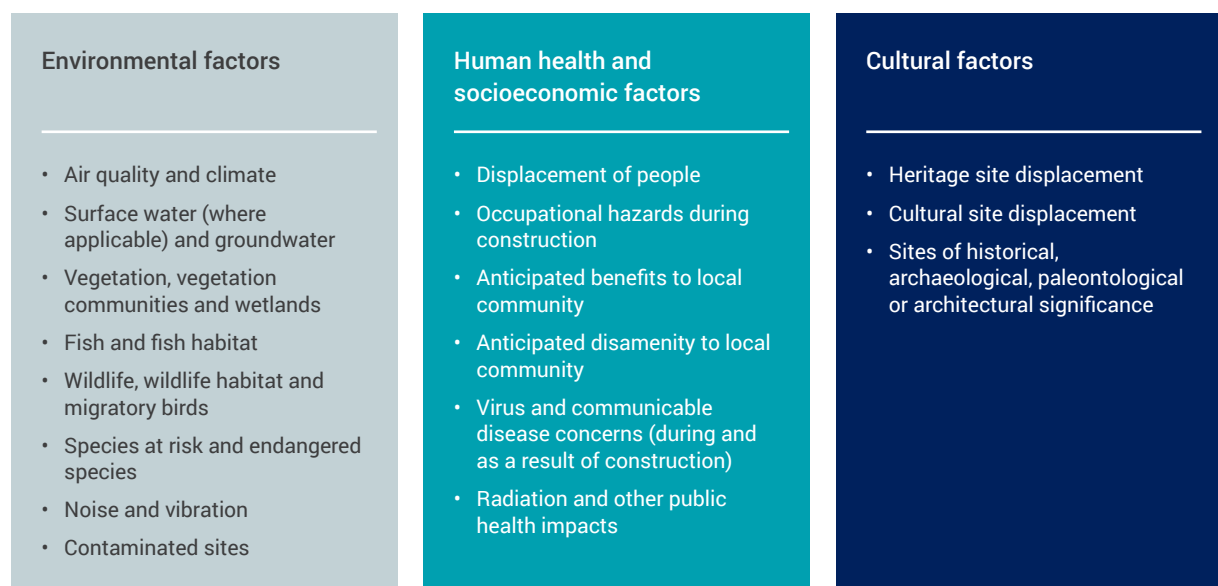 Environmental factors
• Air quality and climate
• Surface water (where
applicable) and groundwater
• Vegetation, vegetation
communities and wetlands
• Fish and fish habitat
• Wildlife, wildlife habitat and
migratory birds
• Species at risk and endangered
species
• Noise and vibration
• Contaminated sites
Human health and
socioeconomic factors
• Displacement of people
• Occupational hazards during
construction
• Anticipated benefits to local
community
• Anticipated disamenity to local
community
• Virus and communicable
disease concerns (during and
as a result of construction)
• Radiation and other public
health impacts
Cultural factors
• Heritage site displacement
• Cultural site displacement
• Sites of historical,
archaeological, paleontological
or architectural significance